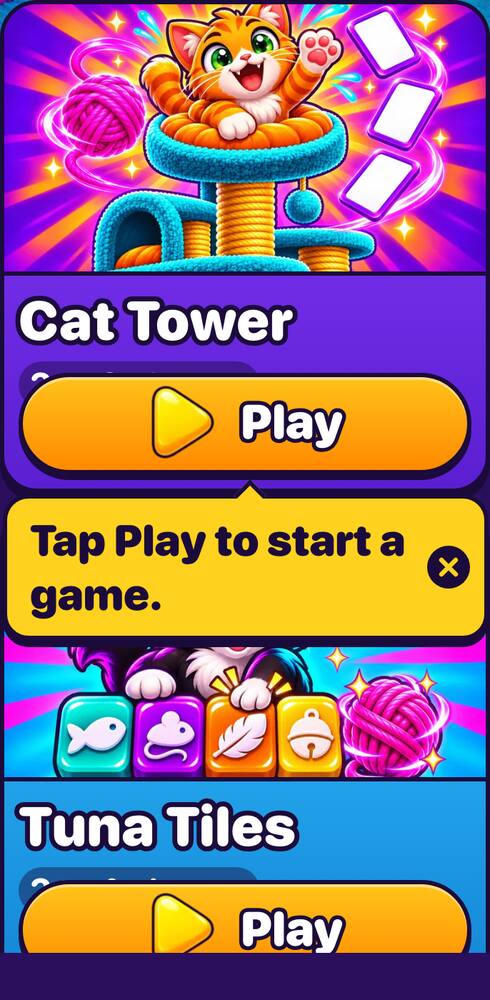 Cat Tower
Play
Tap Play to start a
game.
Tuna Tiles
Play